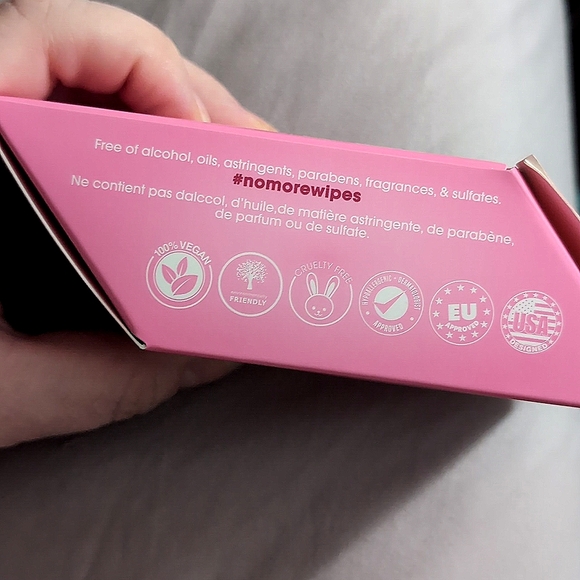 Free of alcohol, oils, astringents, parabens, fragrances, & sulfates.
#nomorewipes
Ne contient pas dalccol, d'huile,de matière astringente, de parabène,
de parfum ou de sulfate.
100% VEGAN
FRIENDLY
CRUELTY FREE
HYPOALLERGENIC - DERMATOLOGIST
APPROVED
EU
APPROVED
USA
DESIGNED